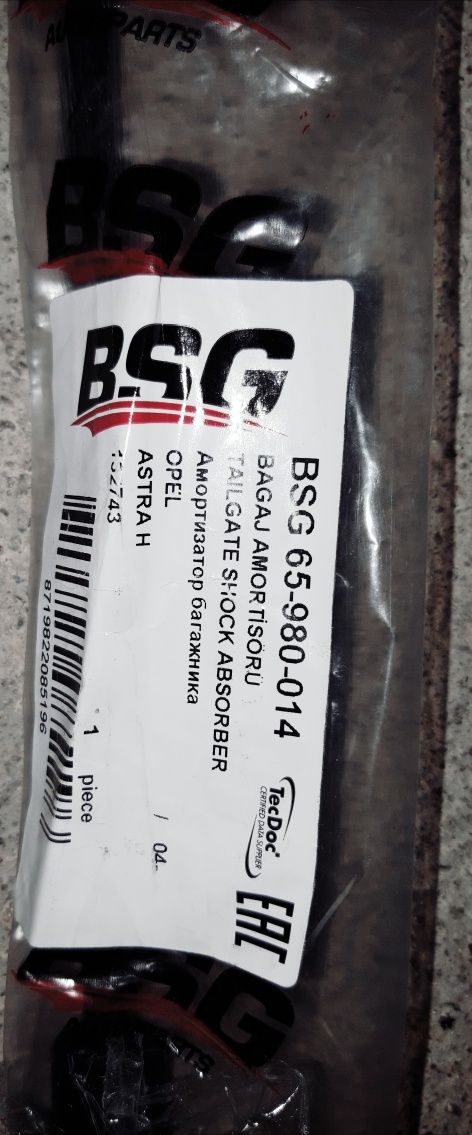 AUTO PARTS
BSG
BSG
BSG 65-980-014
BAGAJ AMORTİSÖRÜ
TAILGATE SHOCK ABSORBER
Амортизатор багажника
OPEL
ASTRA H
/ 04-
1 piece
8719822085196
TecDoc
CERTIFIED DATA SUPPLIER
EAC
BSG